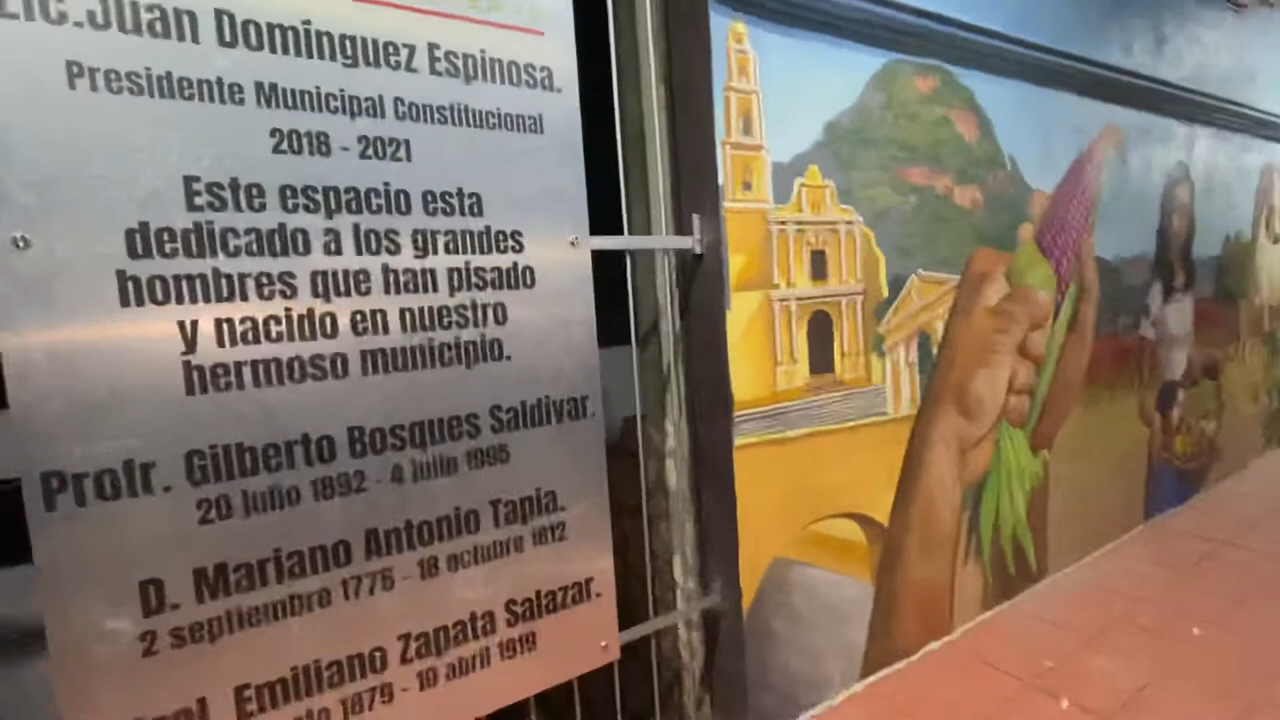 Lic.Juan Dominguez Espinosa.
Presidente Municipal Constitucional
2018 - 2021
Este espacio esta
dedicado a los grandes
hombres que han pisado
y nacido en nuestro
hermoso municipio.
Profr. Gilberto Bosques Saldivar.
20 julio 1892 - 4 julio 1995
D. Mariano Antonio Tapia.
2 septiembre 1776 - 18 octubre 1812
Emiliano Zapata Salazar.
1879 - 10 abril 1919